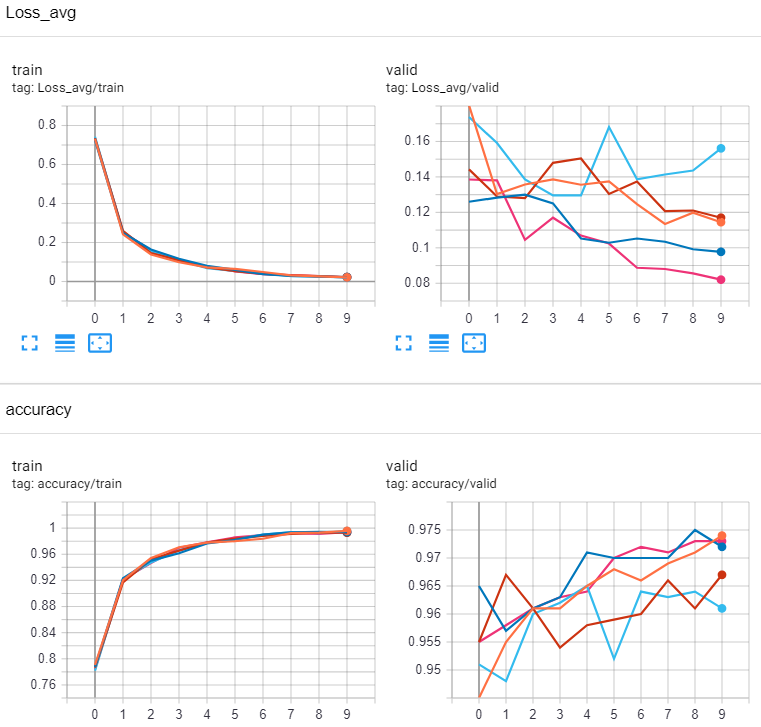 Loss_avg
train
tag: Loss_avg/train
0.8
0.6
0.4
0.2
0
0 1 2 3 4 5 6 7 8 9
valid
tag: Loss_avg/valid
0.16
0.14
0.12
0.1
0.08
0 1 2 3 4 5 6 7 8 9
accuracy
train
tag: accuracy/train
1
0.96
0.92
0.88
0.84
0.8
0.76
0 1 2 3 4 5 6 7 8 9
valid
tag: accuracy/valid
0.975
0.97
0.965
0.96
0.955
0.95
0 1 2 3 4 5 6 7 8 9